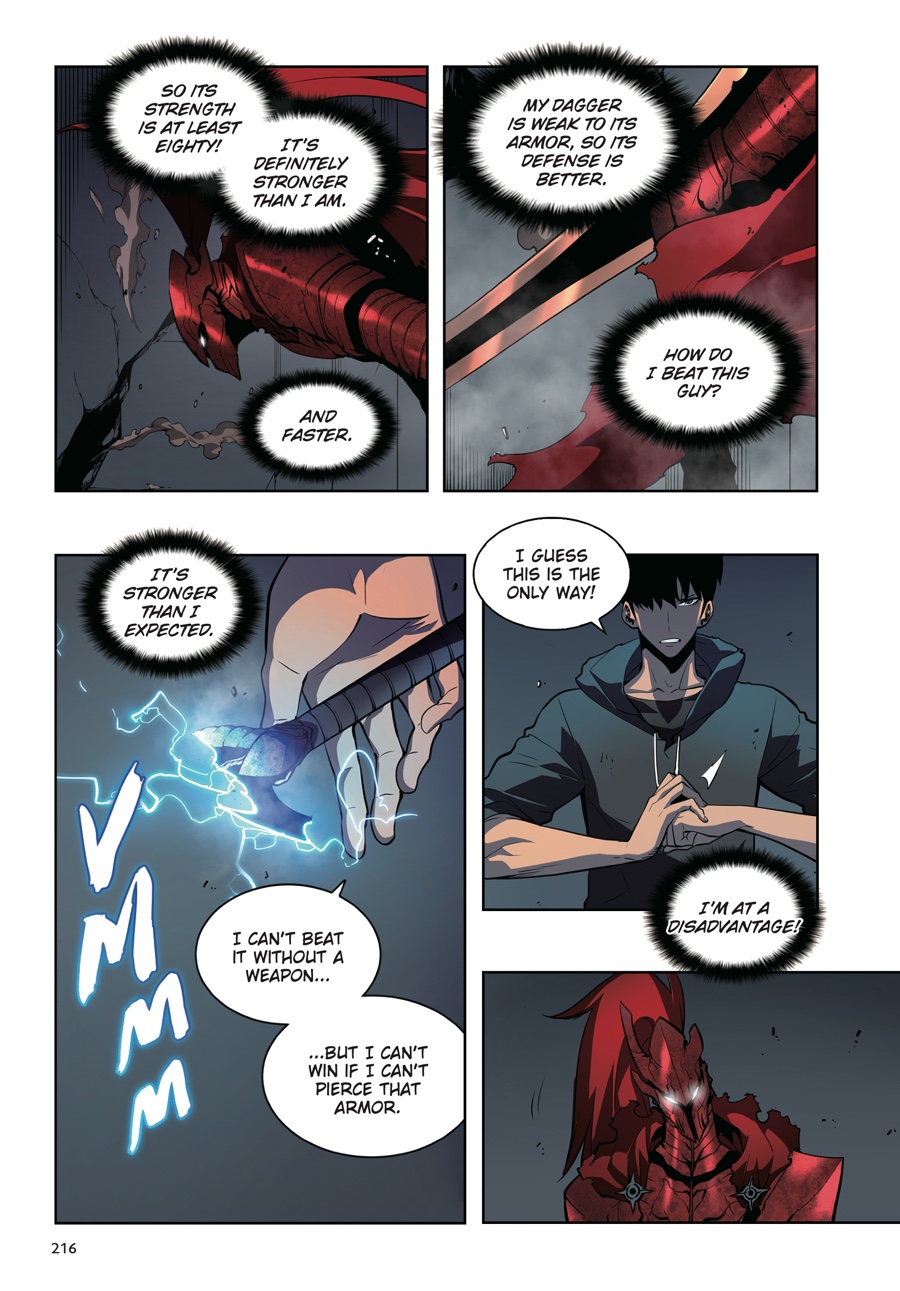 SO ITS
STRENGTH
IS AT LEAST
EIGHTY!
IT'S
DEFINITELY
STRONGER
THAN I AM.
AND
FASTER.
MY DAGGER
IS WEAK TO ITS
ARMOR, SO ITS
DEFENSE IS
BETTER.
HOW DO
I BEAT THIS
GUY?
IT'S
STRONGER
THAN I
EXPECTED.
VMMM
I CAN'T BEAT
IT WITHOUT A
WEAPON...
...BUT I CAN'T
WIN IF I CAN'T
PIERCE THAT
ARMOR.
I GUESS
THIS IS THE
ONLY WAY!
I'M AT A
DISADVANTAGE!
216